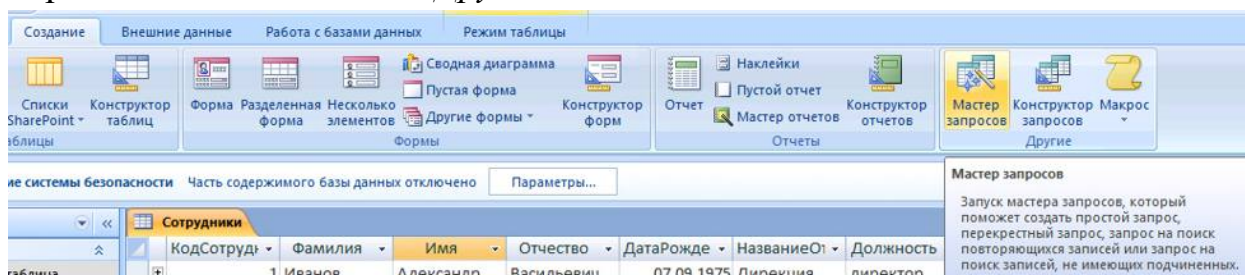 Создание Внешние данные Работа с базами данных Режим таблицы
Списки SharePoint
Конструктор таблиц
Форма
Разделенная форма
Несколько элементов
Сводная диаграмма
Пустая форма
Другие формы
Конструктор форм
Формы
Отчет
Наклейки
Пустой отчет
Мастер отчетов
Конструктор отчетов
Отчеты
Мастер запросов
Конструктор запросов
Макрос
Другие
системы безопасности Часть содержимого базы данных отключено Параметры...
Мастер запросов
Запуск мастера запросов, который
поможет создать простой запрос,
перекрестный запрос, запрос на поиск
повторяющихся записей или запрос на
поиск записей, не имеющих подчиненных.
Сотрудники
КодСотруд Фамилия Имя Отчество ДатаРожде НазваниеОт Должность
1 Иванов Александр Васильевич 07.09.1975 Дирекция директор